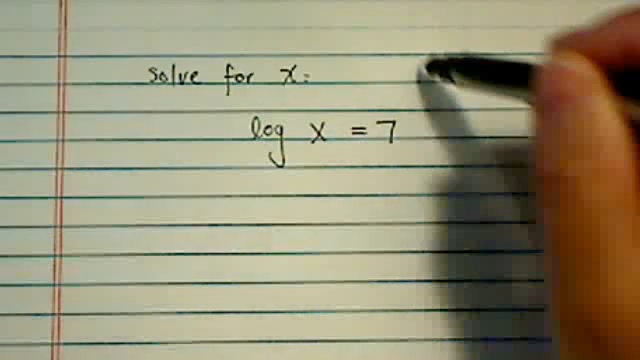 solve for x:
log x = 7